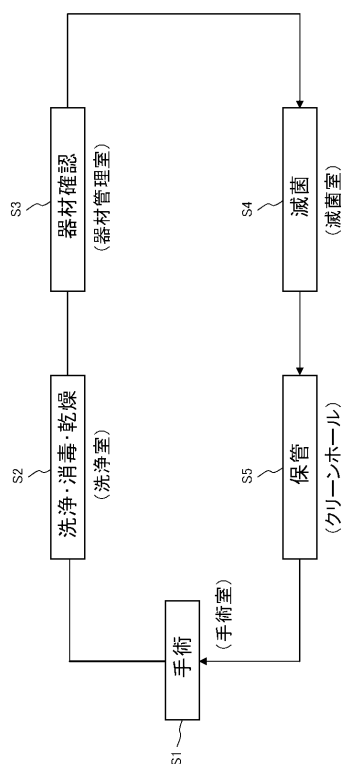 S1
手術
(手術室)
S2
洗浄・消毒・乾燥
(洗浄室)
S3
器材確認
(器材管理室)
S4
滅菌
(滅菌室)
S5
保管
(クリーンホール)